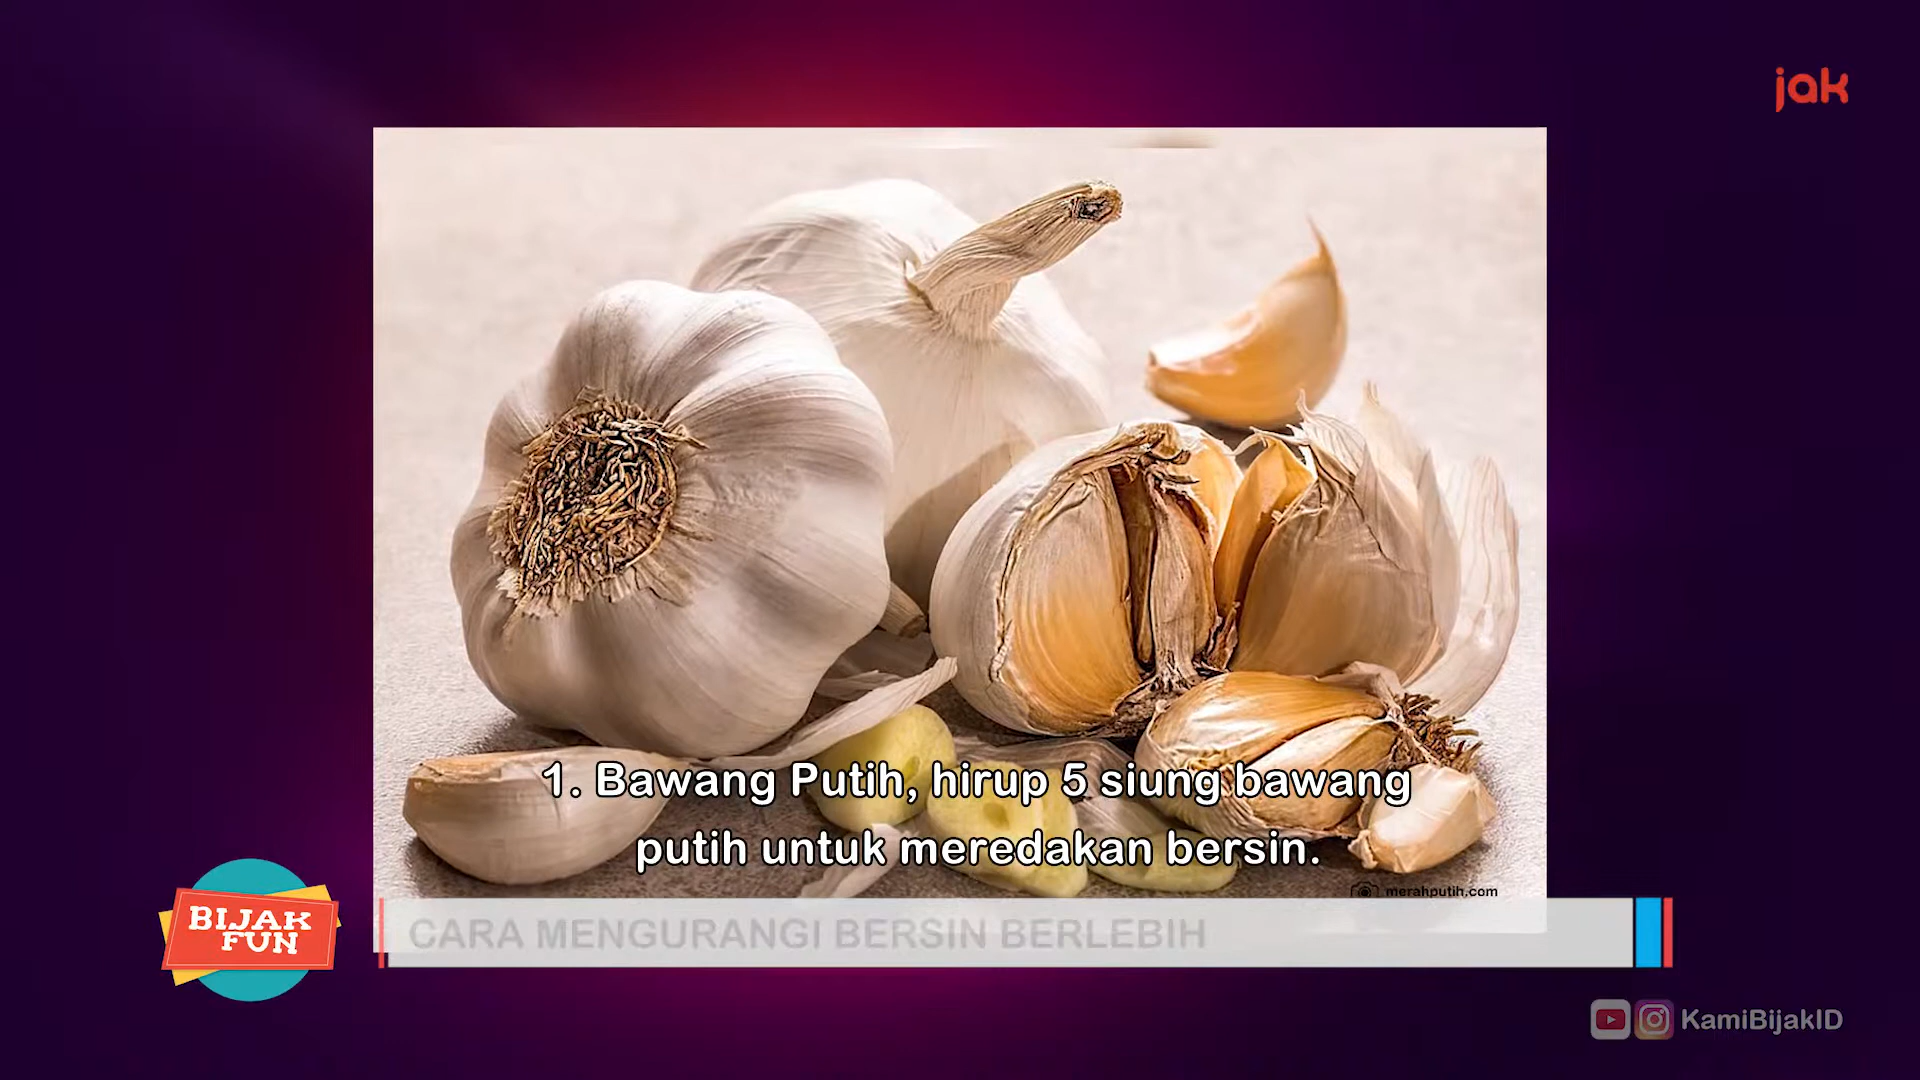 jak
1. Bawang Putih, hirup 5 siung bawang
putih untuk meredakan bersin.
merahputih.com
BIJAK
FUN
CARA MENGURANGI BERSIN BERLEBIH
KamiBijakID